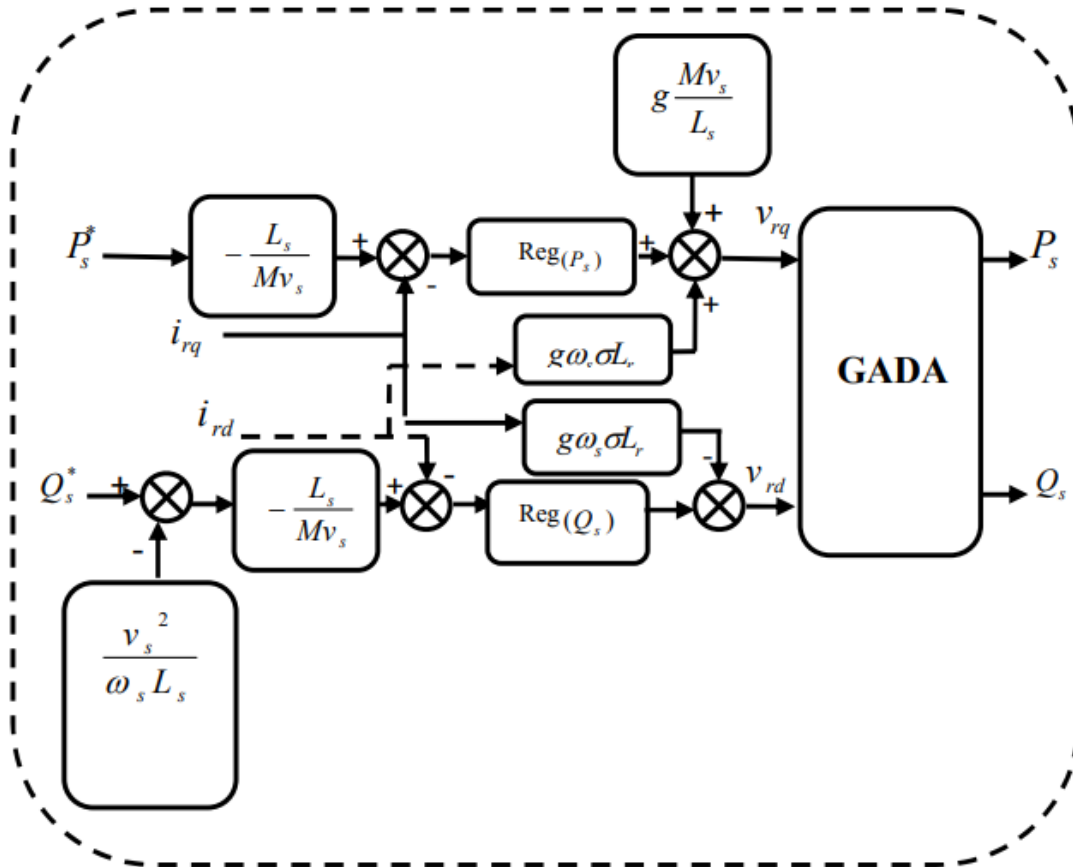 g Mv_s / L_s
P_s^*
- L_s / Mv_s
+
-
Reg(P_s)
+
+
+
v_rq
P_s
i_rq
gω_sσL_r
GADA
i_rd
gω_sσL_r
-
v_rd
Q_s^*
+
-
- L_s / Mv_s
+
-
Reg(Q_s)
Q_s
v_s^2 / ω_s L_s